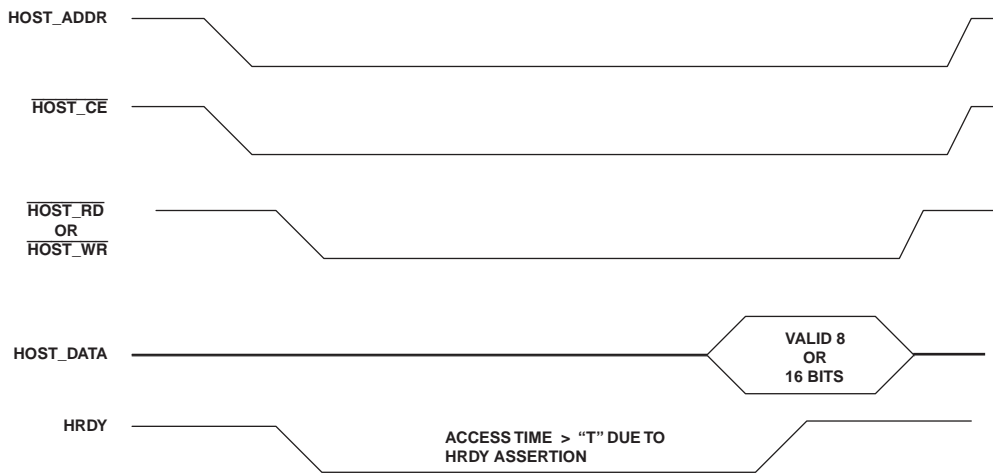 HOST_ADDR
HOST_CE
HOST_RD
OR
HOST_WR
HOST_DATA
VALID 8
OR
16 BITS
HRDY
ACCESS TIME > “T” DUE TO
HRDY ASSERTION